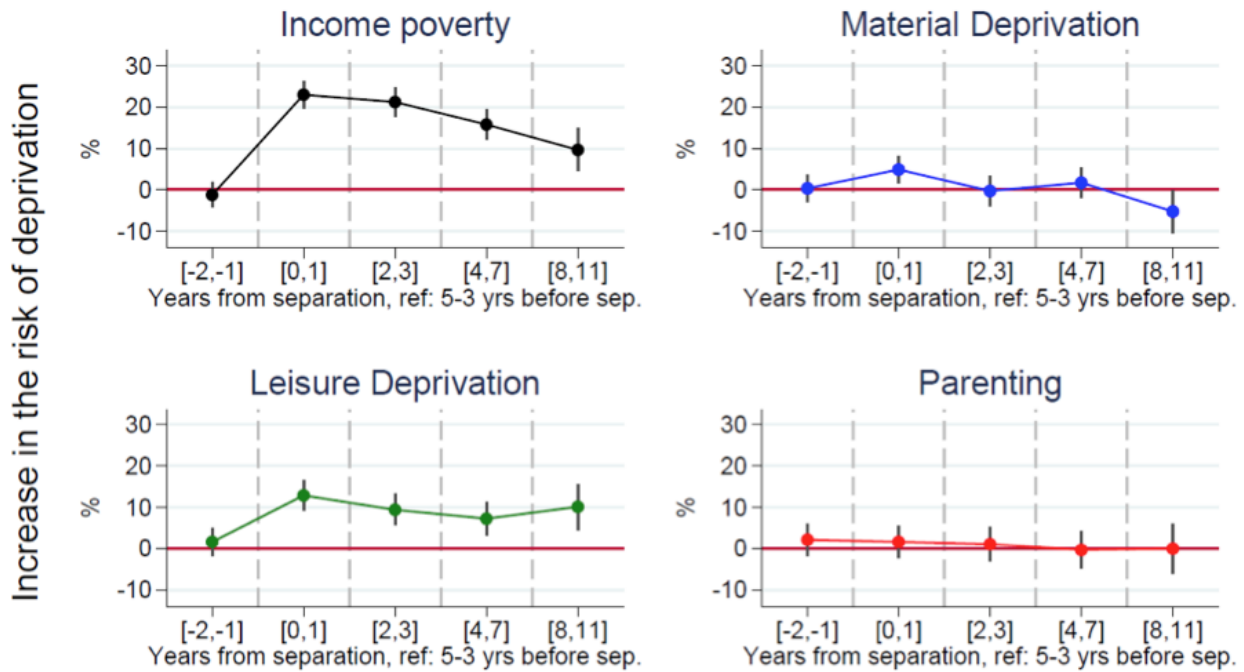 Increase in the risk of deprivation
Income poverty
%
30
20
10
0
-10
[-2,-1] [0,1] [2,3] [4,7] [8,11]
Years from separation, ref: 5-3 yrs before sep.
Material Deprivation
%
30
20
10
0
-10
[-2,-1] [0,1] [2,3] [4,7] [8,11]
Years from separation, ref: 5-3 yrs before sep.
Leisure Deprivation
%
30
20
10
0
-10
[-2,-1] [0,1] [2,3] [4,7] [8,11]
Years from separation, ref: 5-3 yrs before sep.
Parenting
%
30
20
10
0
-10
[-2,-1] [0,1] [2,3] [4,7] [8,11]
Years from separation, ref: 5-3 yrs before sep.